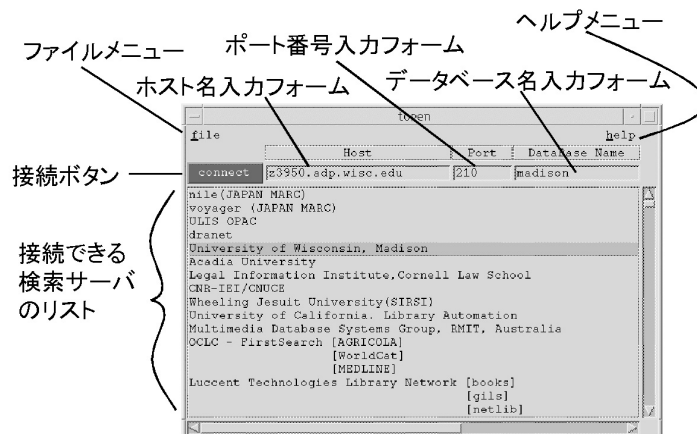 ヘルプメニュー
ファイルメニュー
ポート番号入力フォーム
ホスト名入力フォーム
データベース名入力フォーム
togen
file
help
Host
Port
DataBase Name
接続ボタン
connect
z3950.adp.wisc.edu
210
madison
nile(JAPAN MARC)
voyager (JAPAN MARC)
ULIS OPAC
dranet
University of Wisconsin, Madison
Acadia University
Legal Information Institute,Cornell Law School
CNR-IEI/CNUCE
Wheeling Jesuit University(SIRSI)
University of California. Library Automation
Multimedia Database Systems Group, RMIT, Australia
OCLC - FirstSearch [AGRICOLA]
[WorldCat]
[MEDLINE]
Luccent Technologies Library Network [books]
[gils]
[netlib]
接続できる
検索サーバ
のリスト